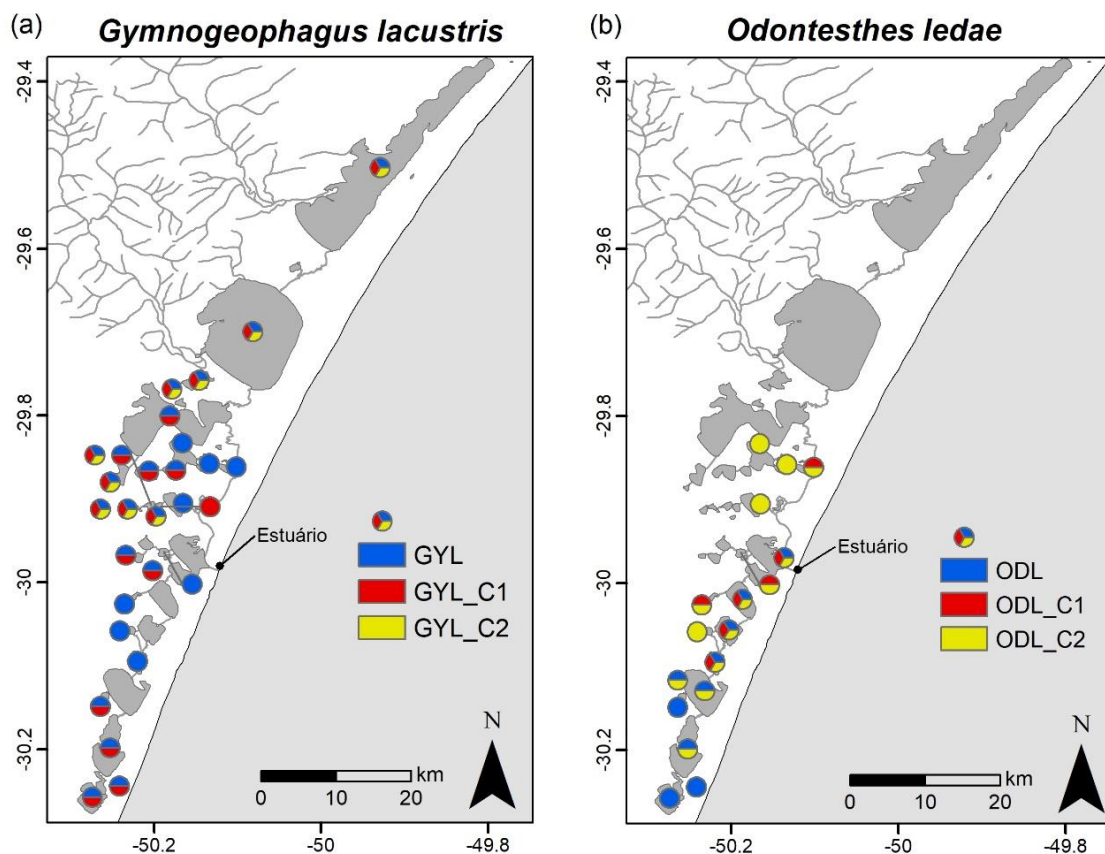 (a) Gymnogeophagus lacustris
-29.4
-29.6
-29.8
-30
-30.2
Estuário
GYL
GYL_C1
GYL_C2
N
km
0 10 20
-50.2 -50 -49.8
(b) Odontesthes ledae
-29.4
-29.6
-29.8
-30
-30.2
Estuário
ODL
ODL_C1
ODL_C2
N
km
0 10 20
-50.2 -50 -49.8